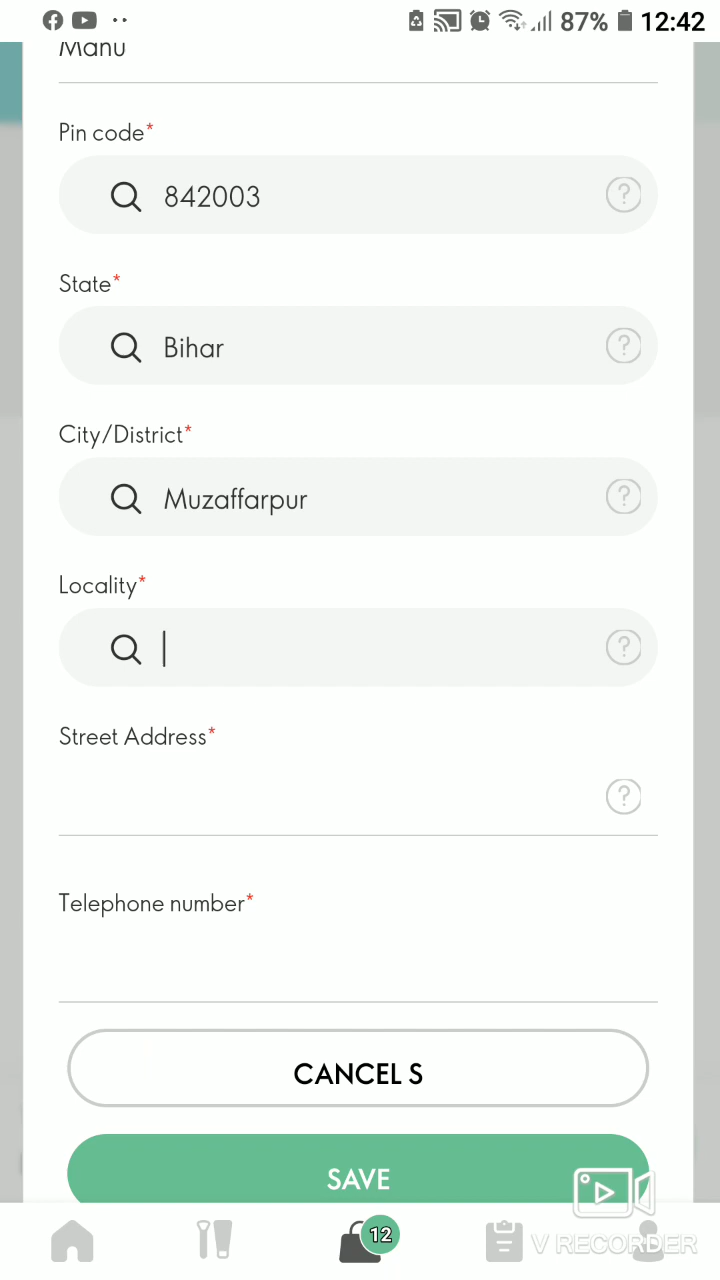 87% 12:42
Manu
Pin code*
842003
?
State*
Bihar
?
City/District*
Muzaffarpur
?
Locality*
?
Street Address*
?
Telephone number*
CANCEL S
SAVE
12
V RECORDER